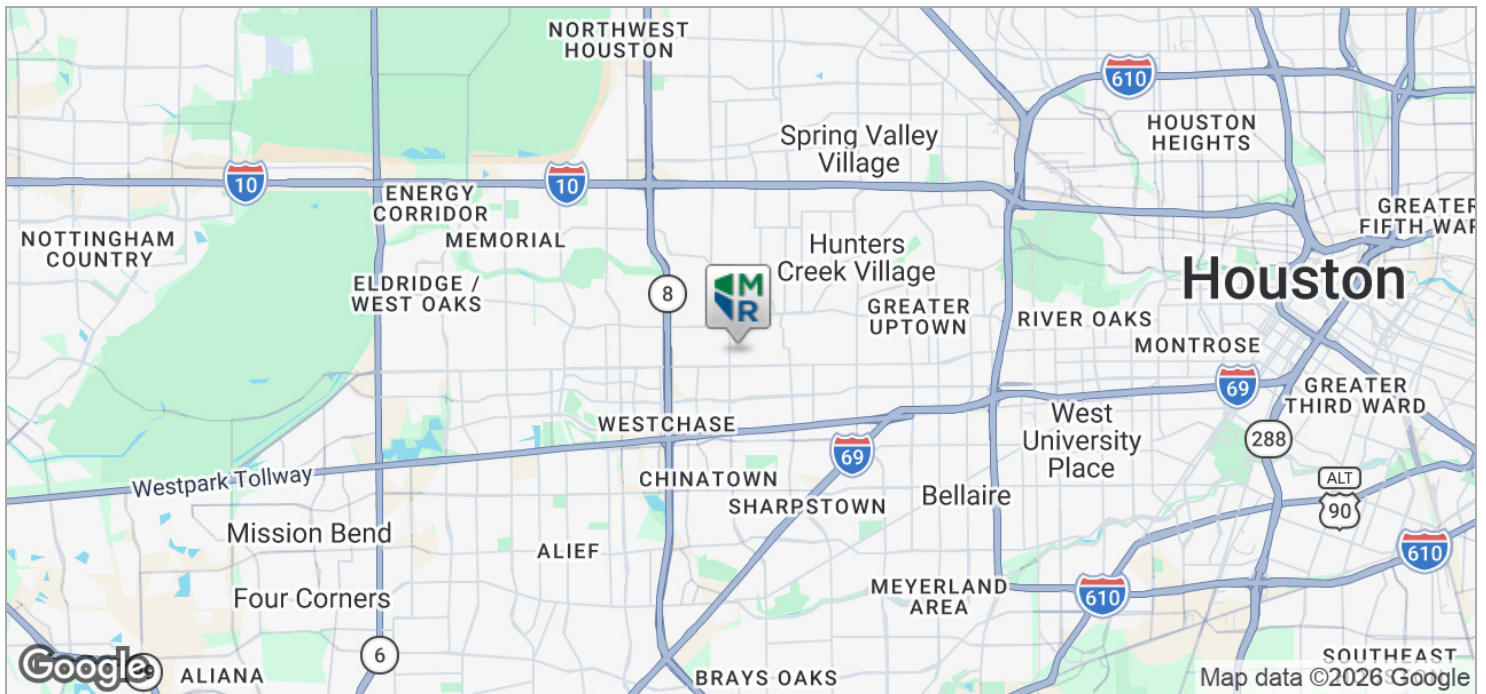 NORTHWEST
HOUSTON
610
HOUSTON
HEIGHTS
Spring Valley
Village
10
10
ENERGY
CORRIDOR
GREATER
FIFTH WAR
NOTTINGHAM
COUNTRY
MEMORIAL
Hunters
Creek Village
Houston
ELDRIDGE /
WEST OAKS
8
M
R
GREATER
UPTOWN
RIVER OAKS
MONTROSE
69
GREATER
THIRD WARD
WESTCHASE
West
University
Place
288
69
Westpark Tollway
CHINATOWN
SHARPSTOWN
Bellaire
ALT
90
Mission Bend
ALIEF
610
MEYERLAND
AREA
610
Four Corners
6
Google
ALIANA
BRAYS OAKS
SOUTHEAST
Map data ©2026 Google